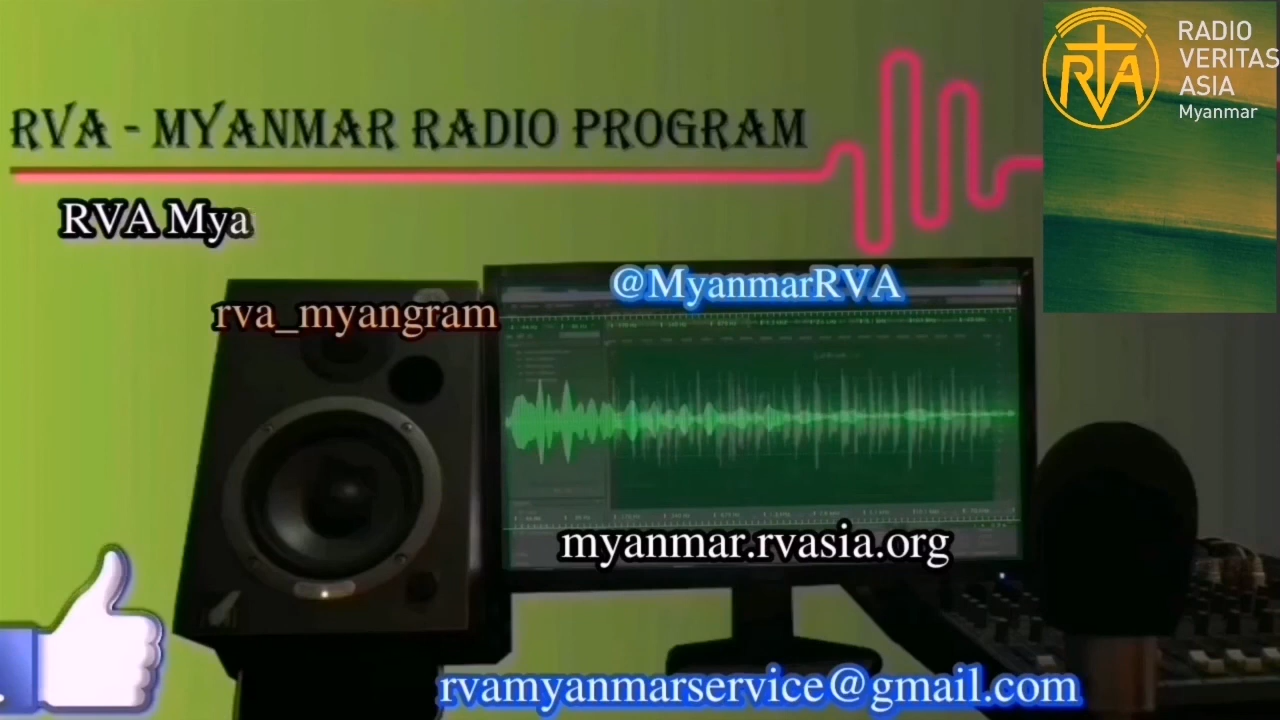 RADIO
VERITAS
ASIA
Myanmar
RVA
RVA - MYANMAR RADIO PROGRAM
RVA Mya
@MyanmarRVA
rva_myangram
myanmar.rvasia.org
rvamyanmarservice@gmail.com